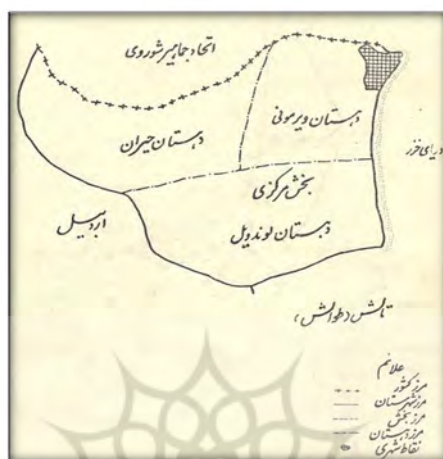 اتحاد جماهیر شوروی
دهستان ویرمونی
دریای خزر
دهستان حیران
بخش مرکزی
دهستان لوندویل
اردبیل
تالش (طوالش)
علائم
مرز کشور
مرز شهرستان
مرز بخش
مرز دهستان
نقاط شهری